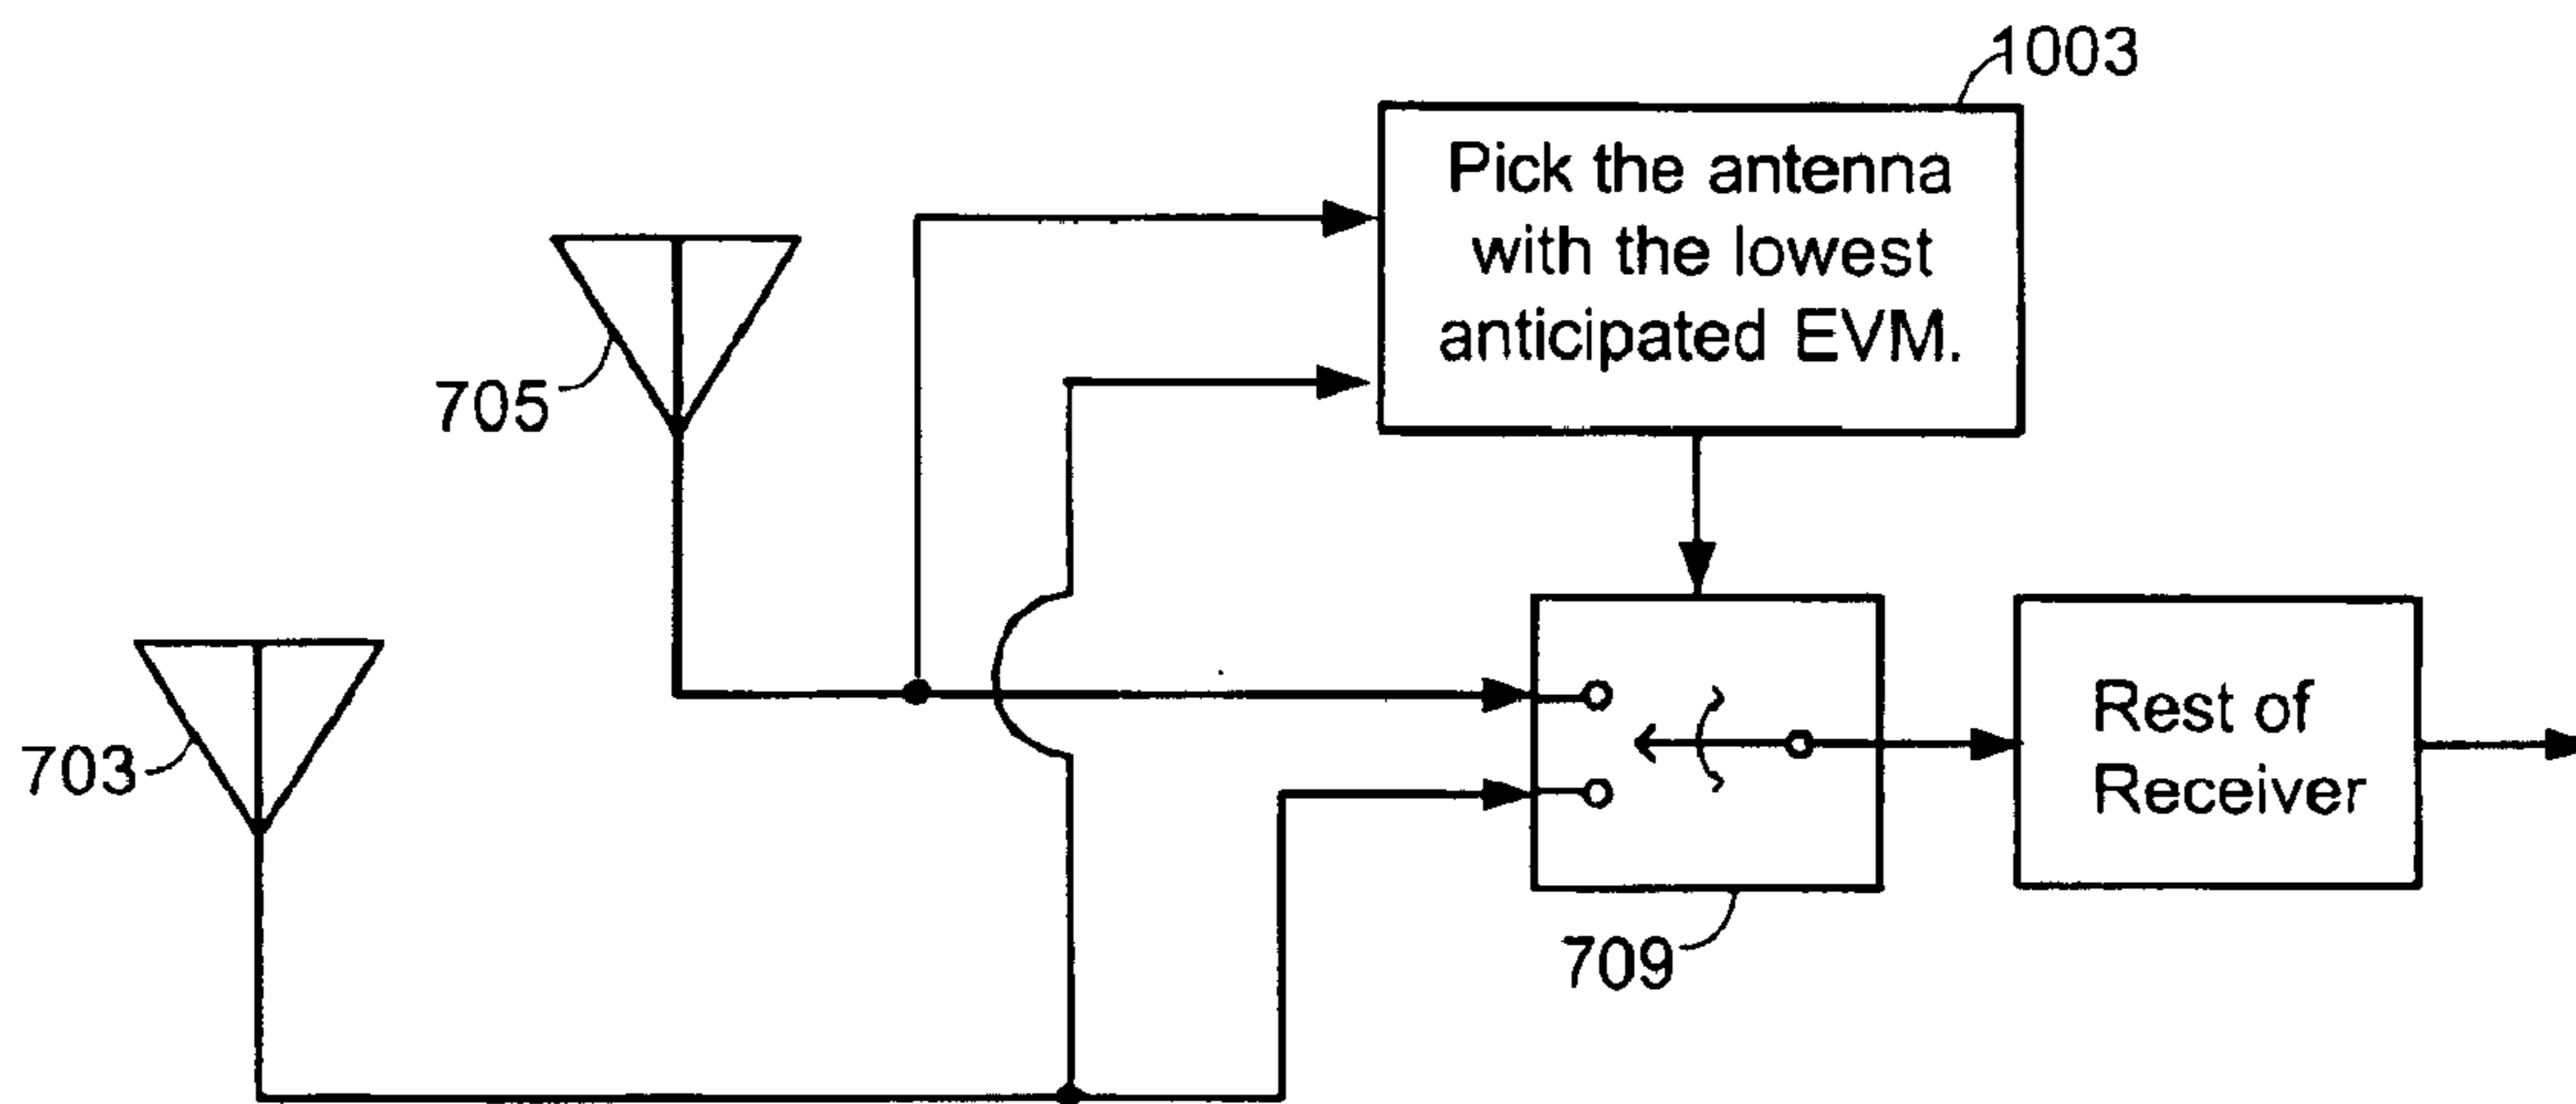 1003
Pick the antenna
with the lowest
anticipated EVM.
705
703
Rest of
Receiver
709